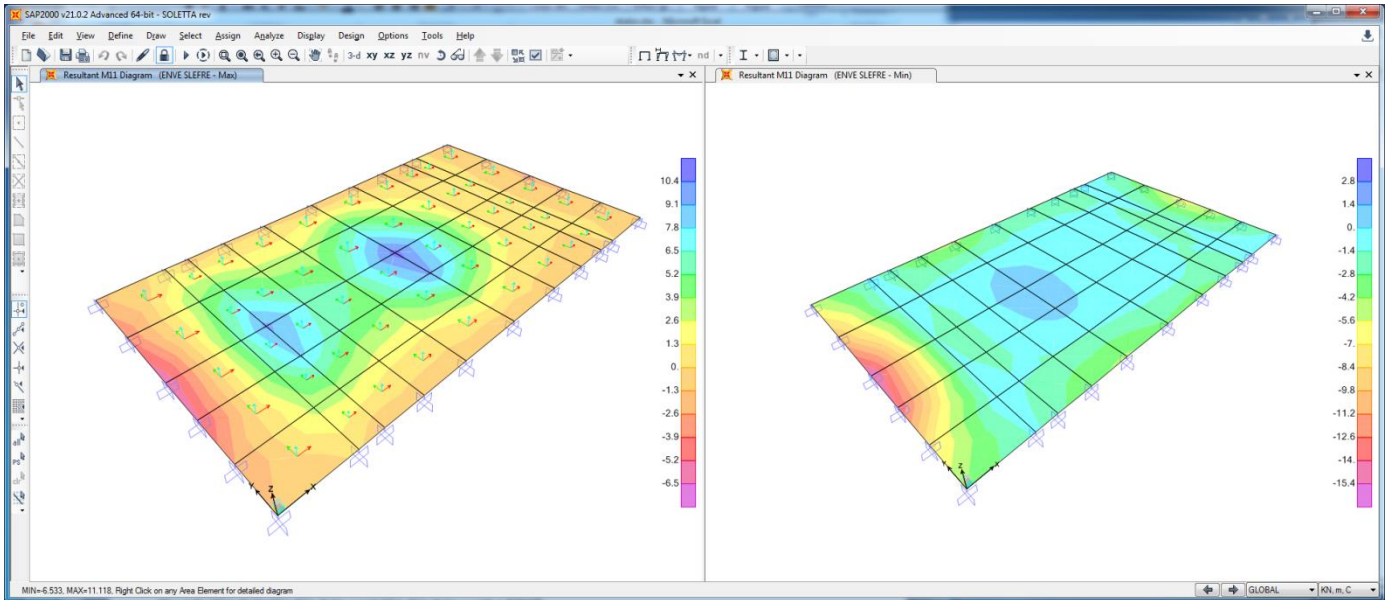 SAP2000 v21.0.2 Advanced 64-bit - SOLETTA rev
File Edit View Define Draw Select Assign Analyze Display Design Options Tools Help
3-d xy xz yz nv nd
Resultant M11 Diagram (ENVE SLEFRE - Max)
10.4
9.1
7.8
6.5
5.2
3.9
2.6
1.3
0.
-1.3
-2.6
-3.9
-5.2
-6.5
Y Z X
Resultant M11 Diagram (ENVE SLEFRE - Min)
2.8
1.4
0.
-1.4
-2.8
-4.2
-5.6
-7.
-8.4
-9.8
-11.2
-12.6
-14.
-15.4
Y Z X
all
PS
clr
MIN=-6.533, MAX=11.118, Right Click on any Area Element for detailed diagram
GLOBAL
KN, m, C